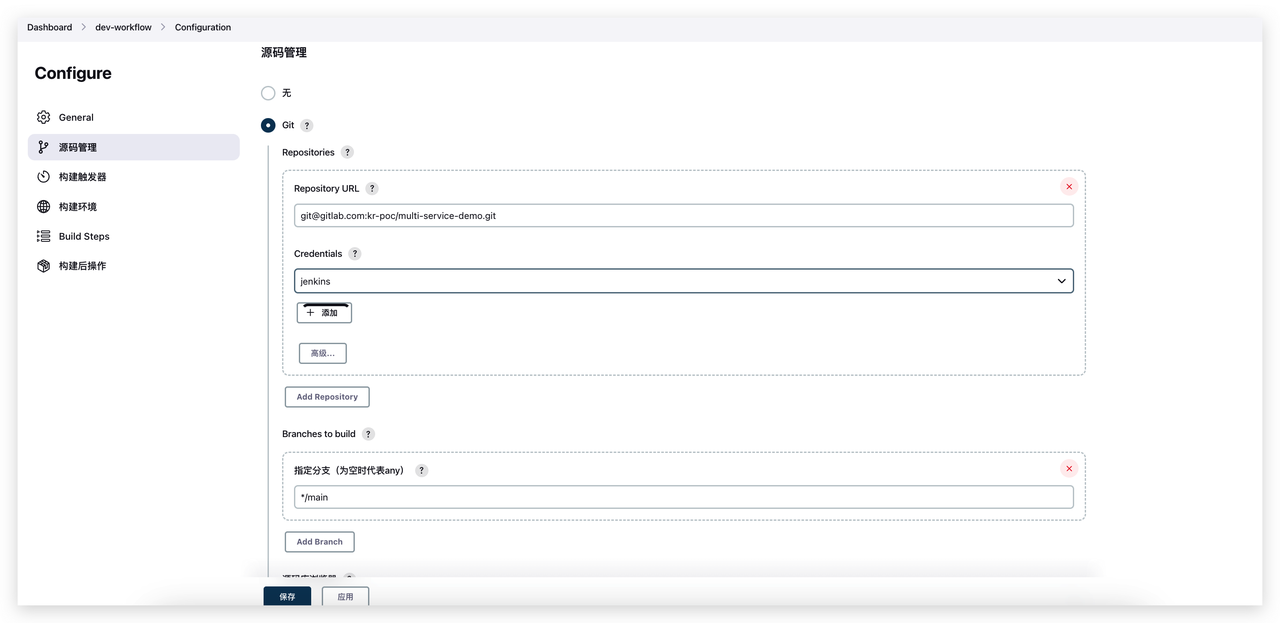 Dashboard > dev-workflow > Configuration
Configure
General
源码管理
构建触发器
构建环境
Build Steps
构建后操作
源码管理
无
Git ?
Repositories ?
Repository URL ?
git@gitlab.com:kr-poc/multi-service-demo.git
Credentials ?
jenkins
+ 添加
高级...
Add Repository
Branches to build ?
指定分支（为空时代表any） ?
*/main
Add Branch
保存
应用